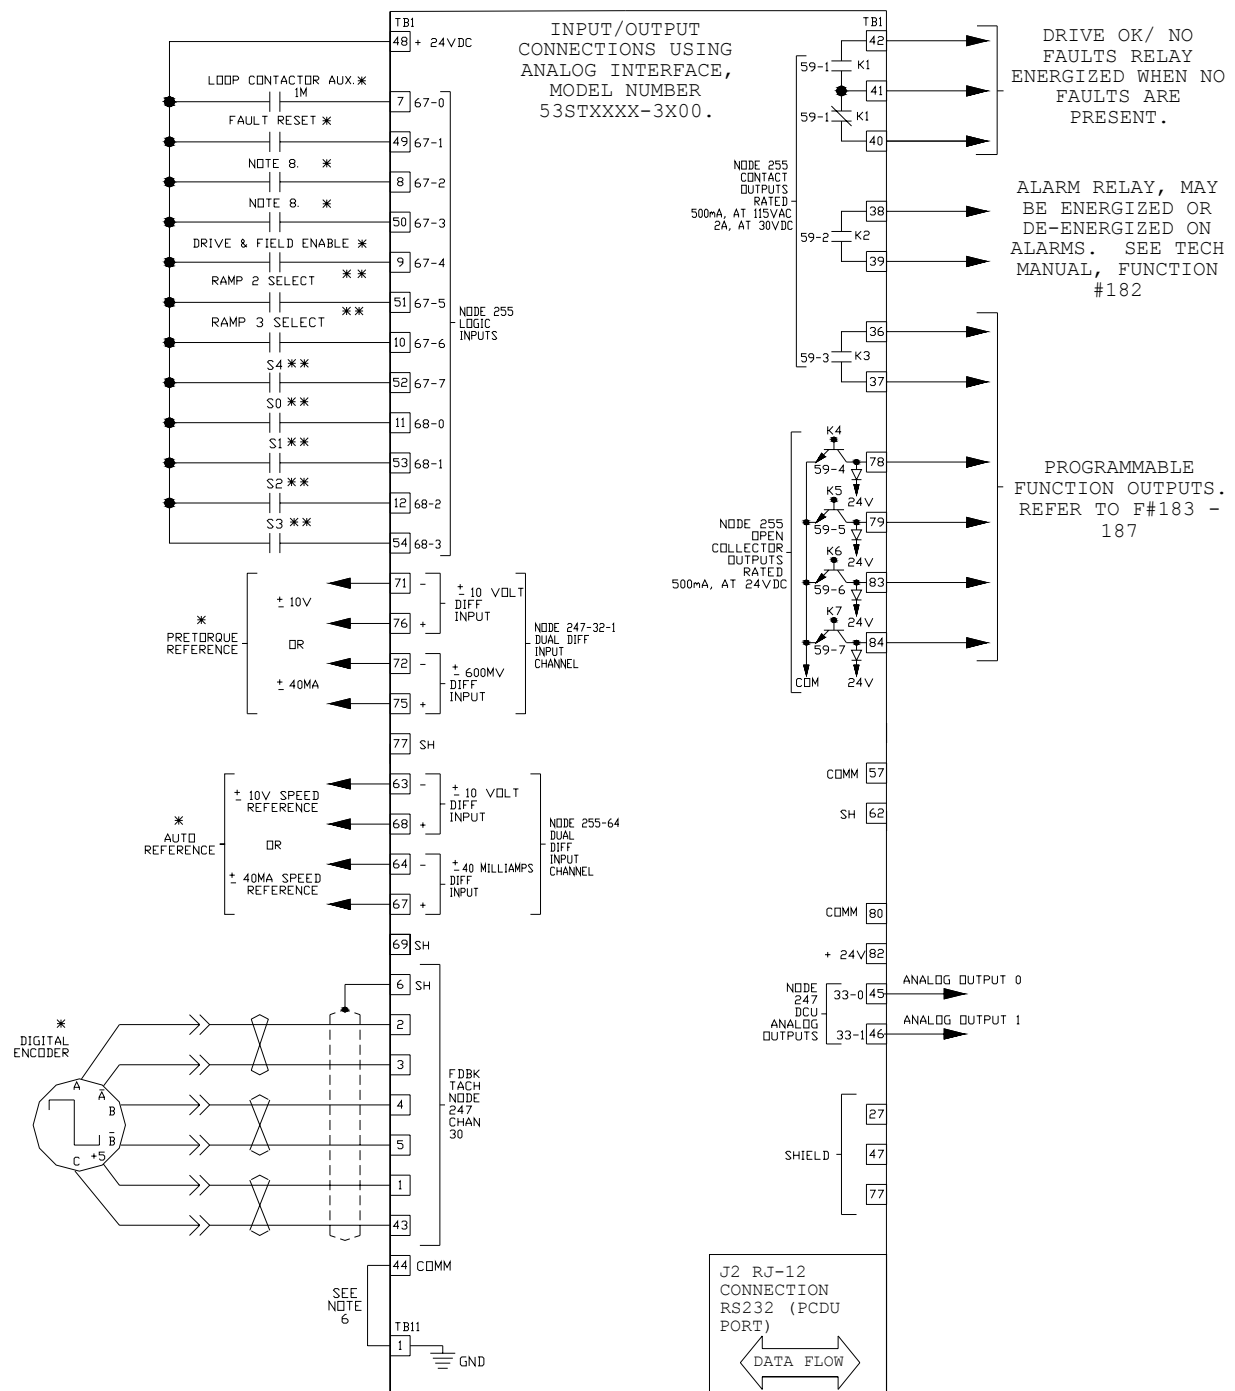 TB1
48 + 24VDC
LOOP CONTACTOR AUX.*
1M
7 67-0
FAULT RESET *
49 67-1
NOTE 8. *
8 67-2
NOTE 8. *
50 67-3
DRIVE & FIELD ENABLE *
9 67-4
* *
RAMP 2 SELECT
51 67-5
* *
RAMP 3 SELECT
10 67-6
S4 * *
52 67-7
S0 * *
11 68-0
S1 * *
53 68-1
S2 * *
12 68-2
S3 * *
54 68-3
NODE 255
LOGIC
INPUTS
INPUT/OUTPUT
CONNECTIONS USING
ANALOG INTERFACE,
MODEL NUMBER
53STXXXX-3X00.
*
PRETORQUE
REFERENCE
± 10V
OR
± 40MA
71 -
76 +
± 10 VOLT
DIFF
INPUT
72 -
75 +
± 600MV
DIFF
INPUT
NODE 247-32-1
DUAL DIFF
INPUT
CHANNEL
77 SH
*
AUTO
REFERENCE
± 10V SPEED
REFERENCE
OR
± 40MA SPEED
REFERENCE
63 -
68 +
± 10 VOLT
DIFF
INPUT
64 -
67 +
± 40 MILLIAMPS
DIFF
INPUT
NODE 255-64
DUAL
DIFF
INPUT
CHANNEL
69 SH
6 SH
*
DIGITAL
ENCODER
A
A̅
B
B̅
C +5
2
3
4
5
1
43
FDBK
TACH
NODE
247
CHAN
30
44 COMM
SEE
NOTE
6
TB11
1
GND
TB1
42
59-1 K1
41
59-1 K1
40
DRIVE OK/ NO
FAULTS RELAY
ENERGIZED WHEN NO
FAULTS ARE
PRESENT.
NODE 255
CONTACT
OUTPUTS
RATED
500mA, AT 115VAC
2A, AT 30VDC
38
59-2 K2
39
ALARM RELAY, MAY
BE ENERGIZED OR
DE-ENERGIZED ON
ALARMS. SEE TECH
MANUAL, FUNCTION
#182
36
59-3 K3
37
NODE 255
OPEN
COLLECTOR
OUTPUTS
RATED
500mA, AT 24VDC
K4
59-4 78
24V
K5
59-5 79
24V
K6
59-6 83
24V
K7
59-7 84
COM 24V
PROGRAMMABLE
FUNCTION OUTPUTS.
REFER TO F#183 -
187
COMM 57
SH 62
COMM 80
+ 24V 82
NODE
247
DCU
ANALOG
OUTPUTS
33-0 45 ANALOG OUTPUT 0
33-1 46 ANALOG OUTPUT 1
SHIELD
27
47
77
J2 RJ-12
CONNECTION
RS232 (PCDU
PORT)
DATA FLOW